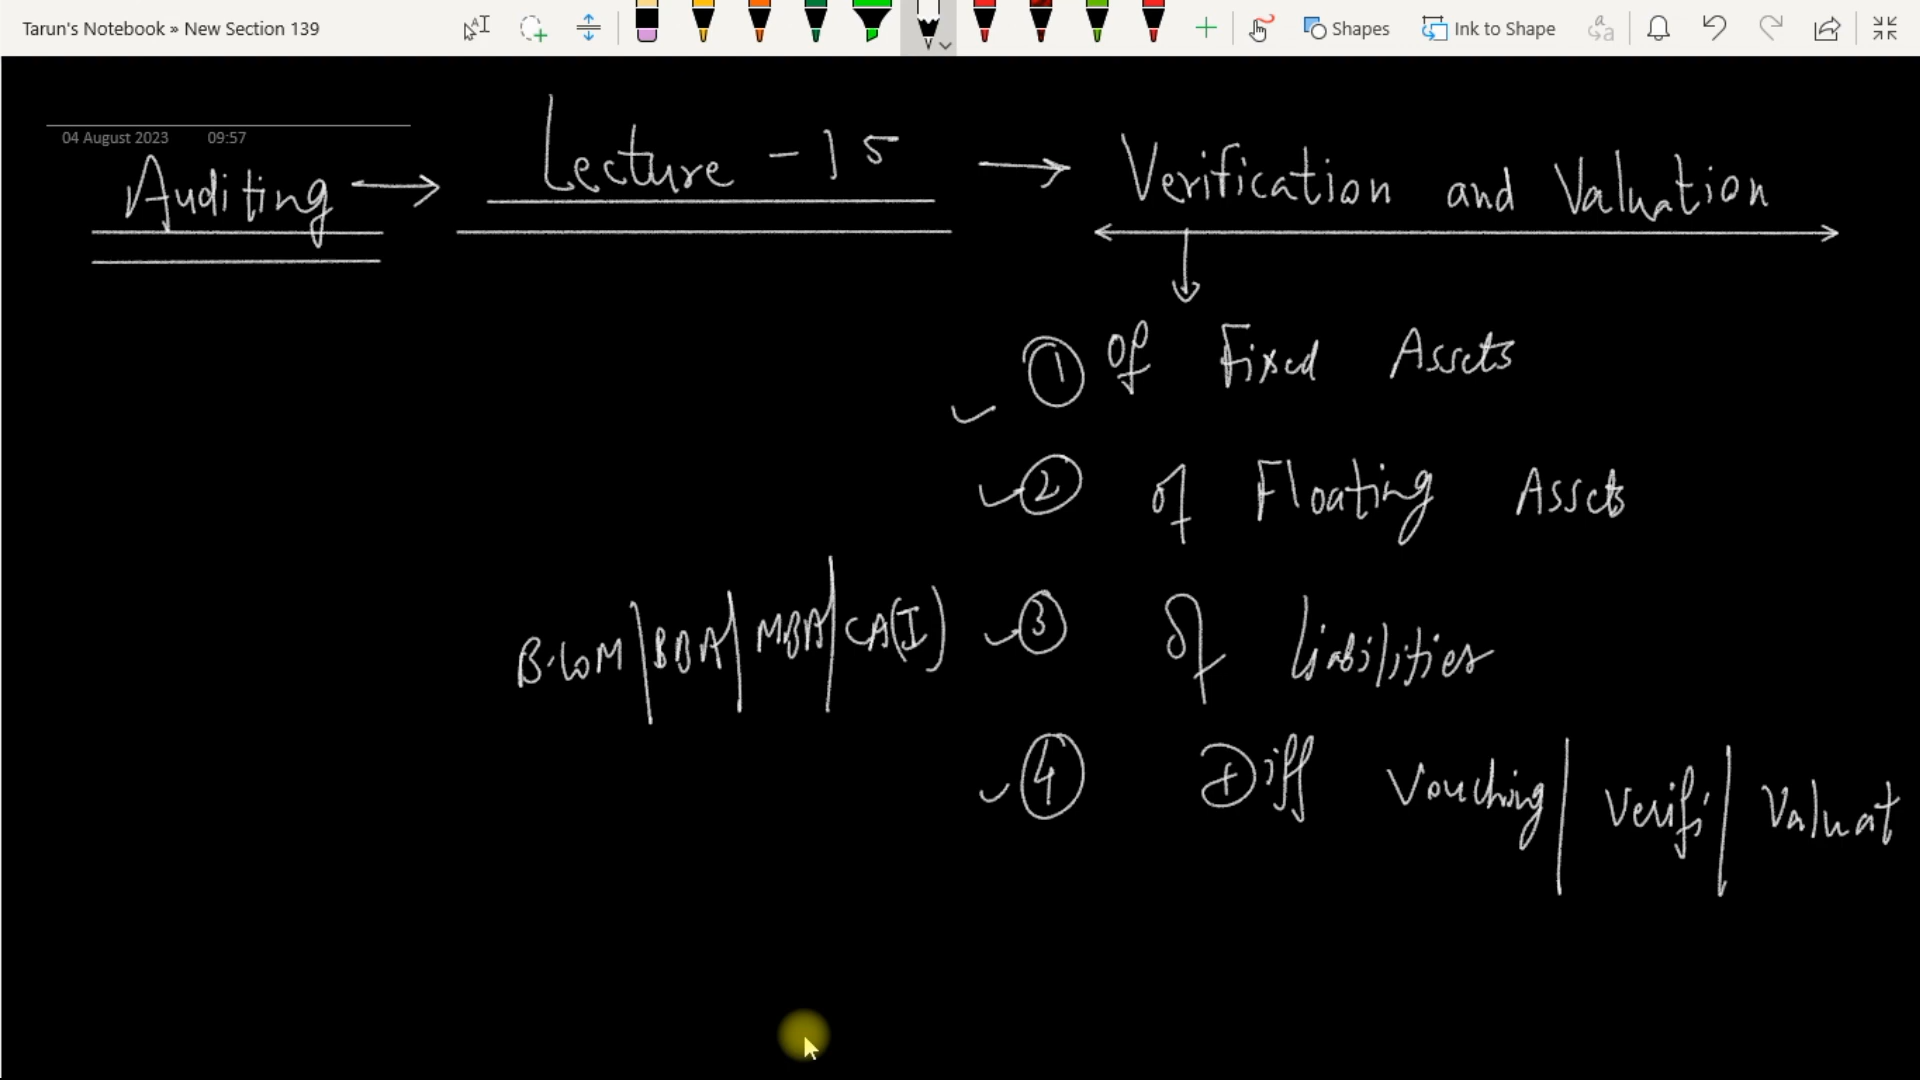 Tarun's Notebook » New Section 139
Shapes
Ink to Shape
04 August 2023 09:57
Auditing → Lecture - 15 → Verification and Valuation
① Of Fixed Assets
② of Floating Assets
B.COM | BBA | MBA | CA(I)
③ Of Liabilities
④ Diff Vouching | Verifi | Valuat